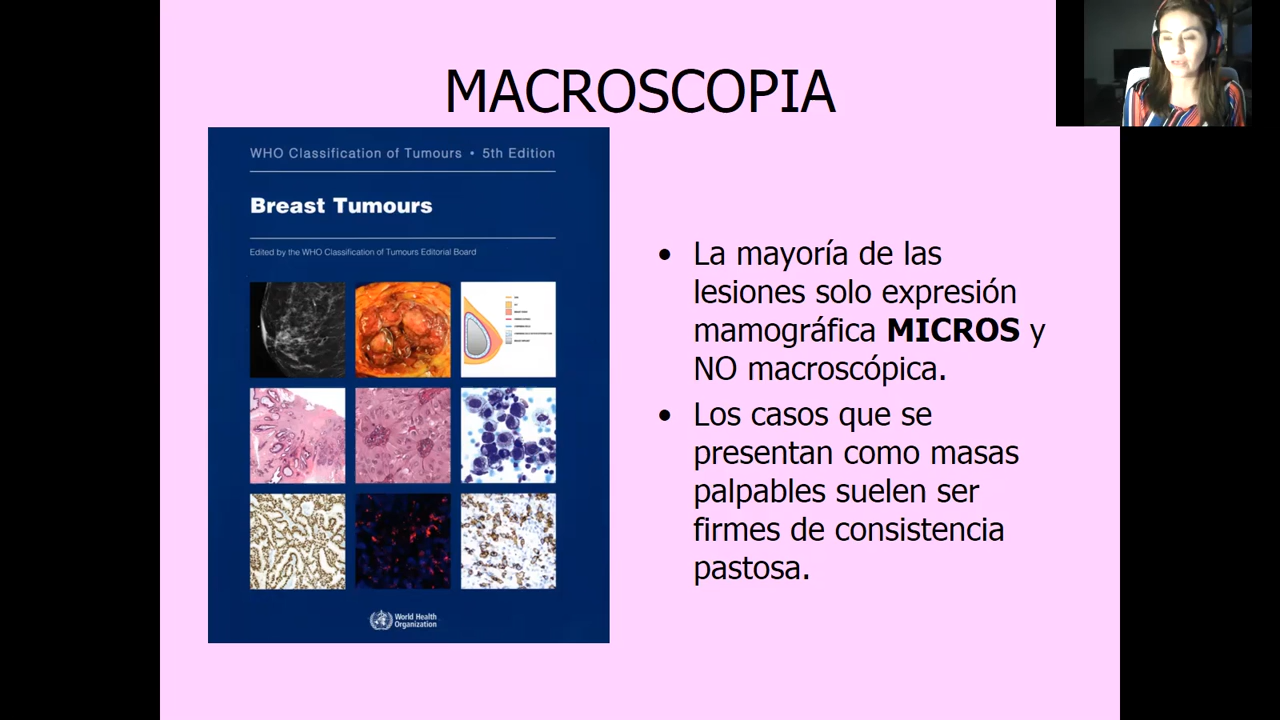 MACROSCOPIA
WHO Classification of Tumours • 5th Edition
Breast Tumours
Edited by the WHO Classification of Tumours Editorial Board
World Health
Organization
• La mayoría de las
lesiones solo expresión
mamográfica MICROS y
NO macroscópica.
• Los casos que se
presentan como masas
palpables suelen ser
firmes de consistencia
pastosa.